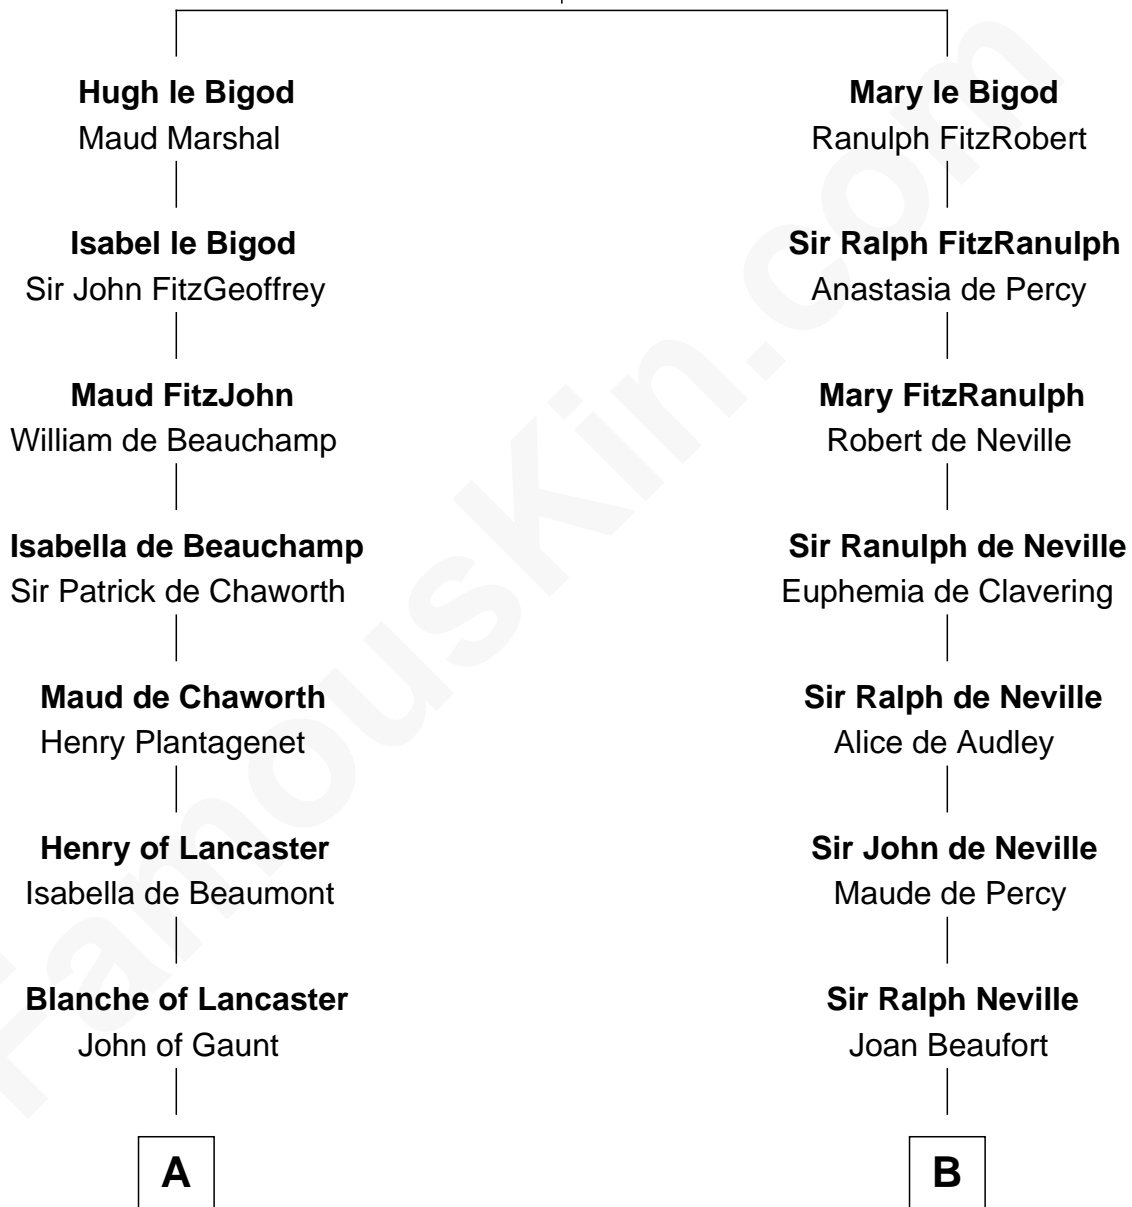 Hugh le Bigod
Maud Marshal
Isabel le Bigod
Sir John FitzGeoffrey
Maud FitzJohn
William de Beauchamp
Isabella de Beauchamp
Sir Patrick de Chaworth
Maud de Chaworth
Henry Plantagenet
Henry of Lancaster
Isabella de Beaumont
Blanche of Lancaster
John of Gaunt
A
Mary le Bigod
Ranulph FitzRobert
Sir Ralph FitzRanulph
Anastasia de Percy
Mary FitzRanulph
Robert de Neville
Sir Ranulph de Neville
Euphemia de Clavering
Sir Ralph de Neville
Alice de Audley
Sir John de Neville
Maude de Percy
Sir Ralph Neville
Joan Beaufort
B
FamousKin.com